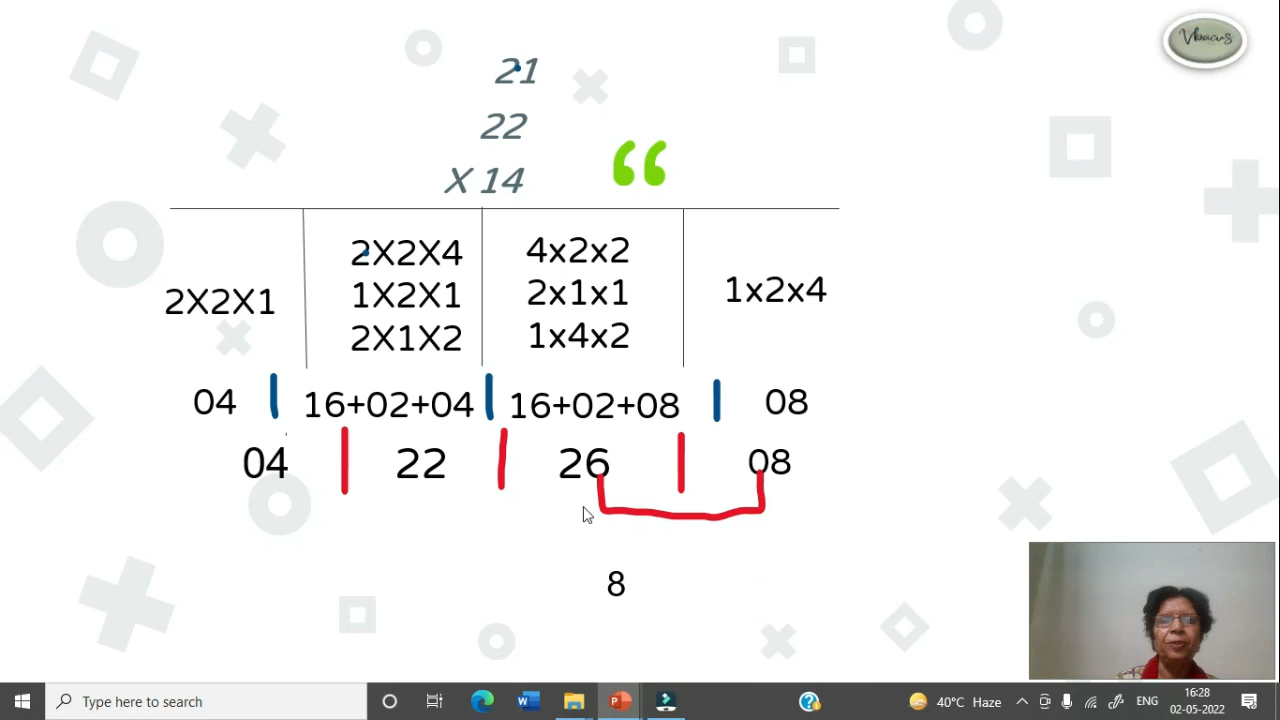 Vbacus
21
22
X 14
2X2X1
2X2X4
1X2X1
2X1X2
4x2x2
2x1x1
1x4x2
1x2x4
04 16+02+04 16+02+08 08
04 22 26 08
8
Type here to search
40°C Haze
ENG
16:28
02-05-2022